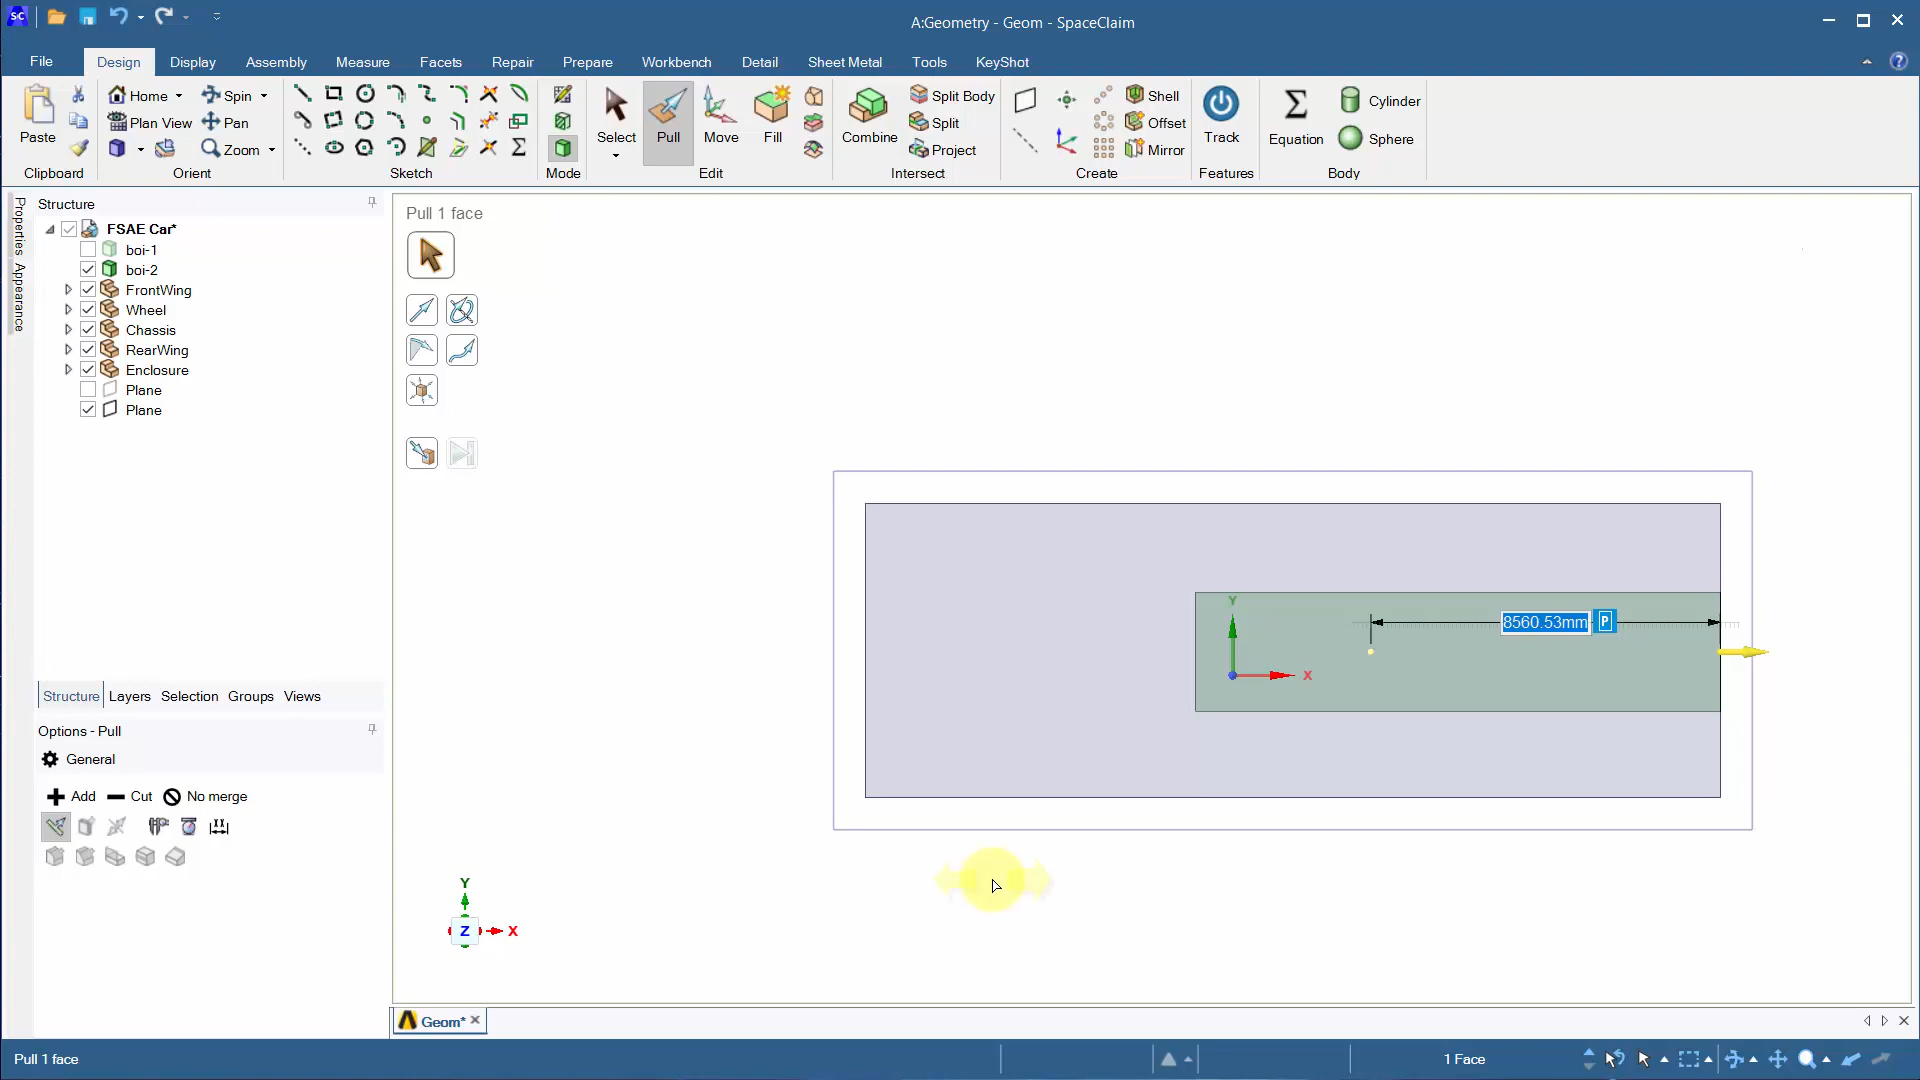 SC
A:Geometry - Geom - SpaceClaim
File
Design
Display
Assembly
Measure
Facets
Repair
Prepare
Workbench
Detail
Sheet Metal
Tools
KeyShot
Paste
Clipboard
Home
Spin
Plan View
Pan
Zoom
Orient
Sketch
Mode
Select
Pull
Move
Fill
Edit
Combine
Split Body
Split
Project
Intersect
Shell
Offset
Mirror
Create
Track
Features
Equation
Cylinder
Sphere
Body
Properties
Appearance
Structure
FSAE Car*
boi-1
boi-2
FrontWing
Wheel
Chassis
RearWing
Enclosure
Plane
Plane
Structure
Layers
Selection
Groups
Views
Options - Pull
General
Add
Cut
No merge
Pull 1 face
Y
X
8560.53mm
P
Y
Z
X
Geom*
Pull 1 face
1 Face